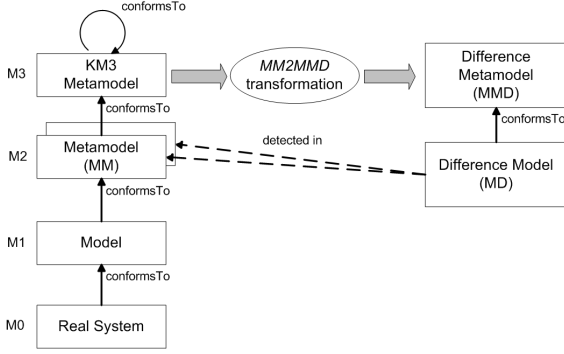 conformsTo
M3
KM3
Metamodel
MM2MMD
transformation
Difference
Metamodel
(MMD)
conformsTo
conformsTo
M2
Metamodel
(MM)
detected in
Difference Model
(MD)
conformsTo
M1
Model
conformsTo
M0
Real System